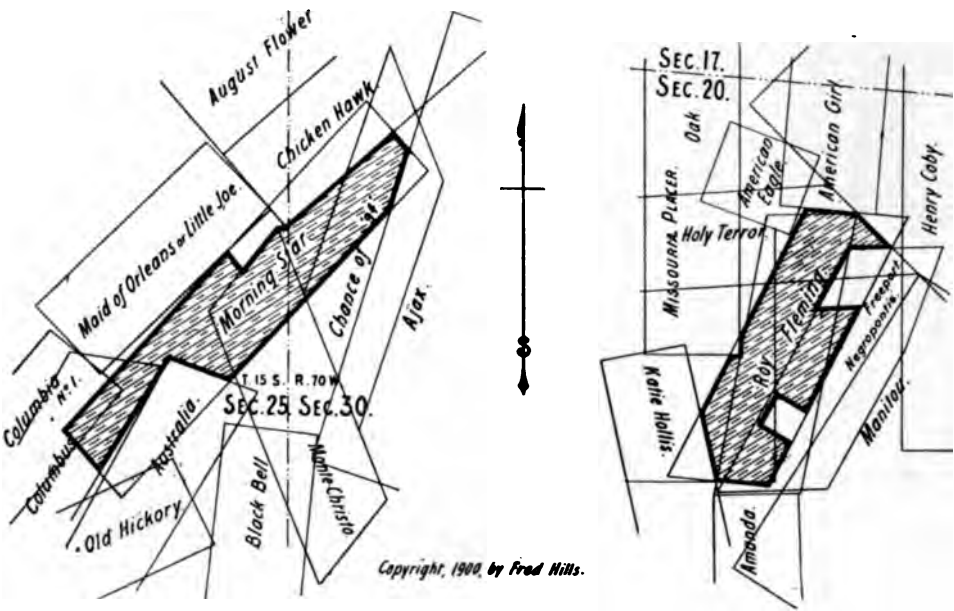 August Flower
Chicken Hawk
Maid of Orleans or Little Joe.
Morning Star
Chance of
Ajax.
T. 15 S. R. 70 W
SEC. 25. SEC. 30.
Columbia
No 1.
Columbus
Australia.
Old Hickory.
Black Bell
Monte Christo.
Copyright, 1900, by Fred Hills.
SEC. 17.
SEC. 20.
Oak
American Girl.
American
Eagle.
Henry Coby.
MISSOURI PLACER.
Holy Terror.
Roy Fleming.
Freeport
Negropontis.
Manitou.
Katie Hollis.
Amanda.